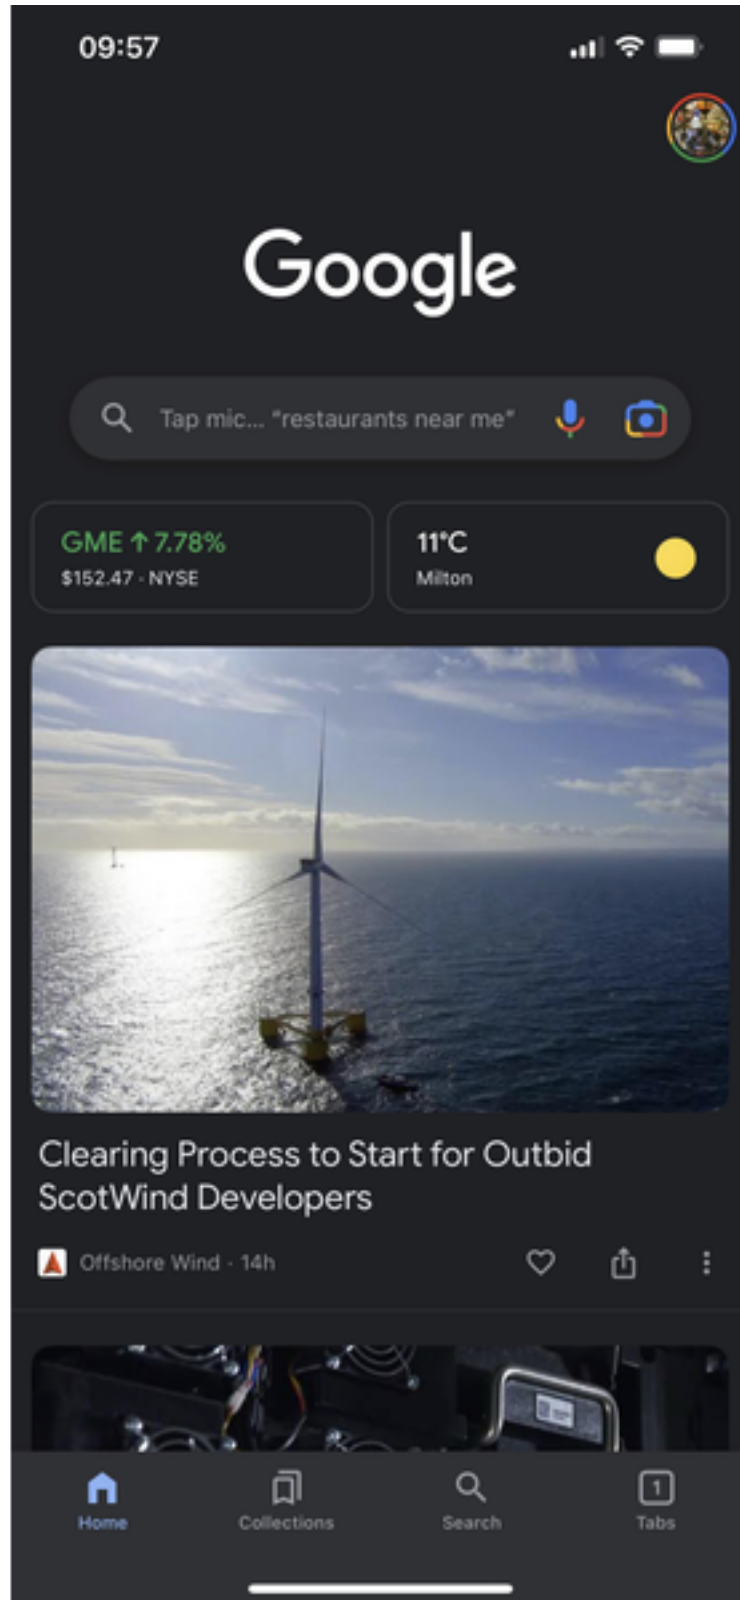 09:57
Google
Tap mic... "restaurants near me"
GME ↑ 7.78%
$152.47 · NYSE
11°C
Milton
Clearing Process to Start for Outbid
ScotWind Developers
Offshore Wind · 14h
1
Home
Collections
Search
Tabs